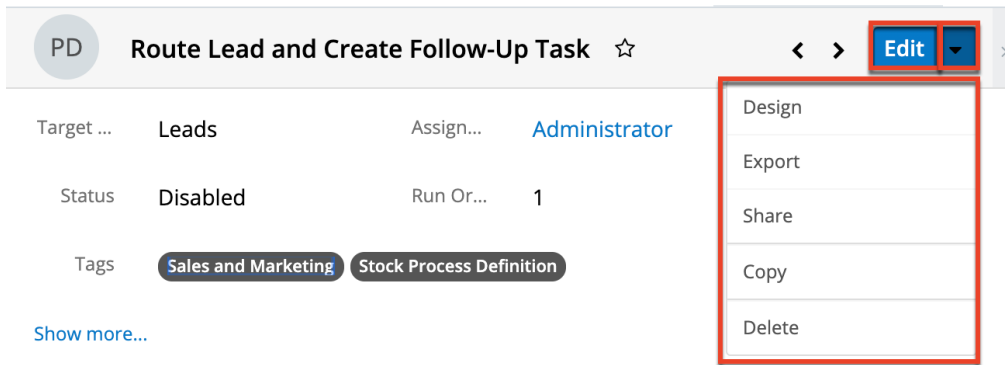 PD Route Lead and Create Follow-Up Task Edit
Design
Target ... Leads Assign... Administrator
Export
Status Disabled Run Or... 1
Share
Tags Sales and Marketing Stock Process Definition
Copy
Show more... Delete